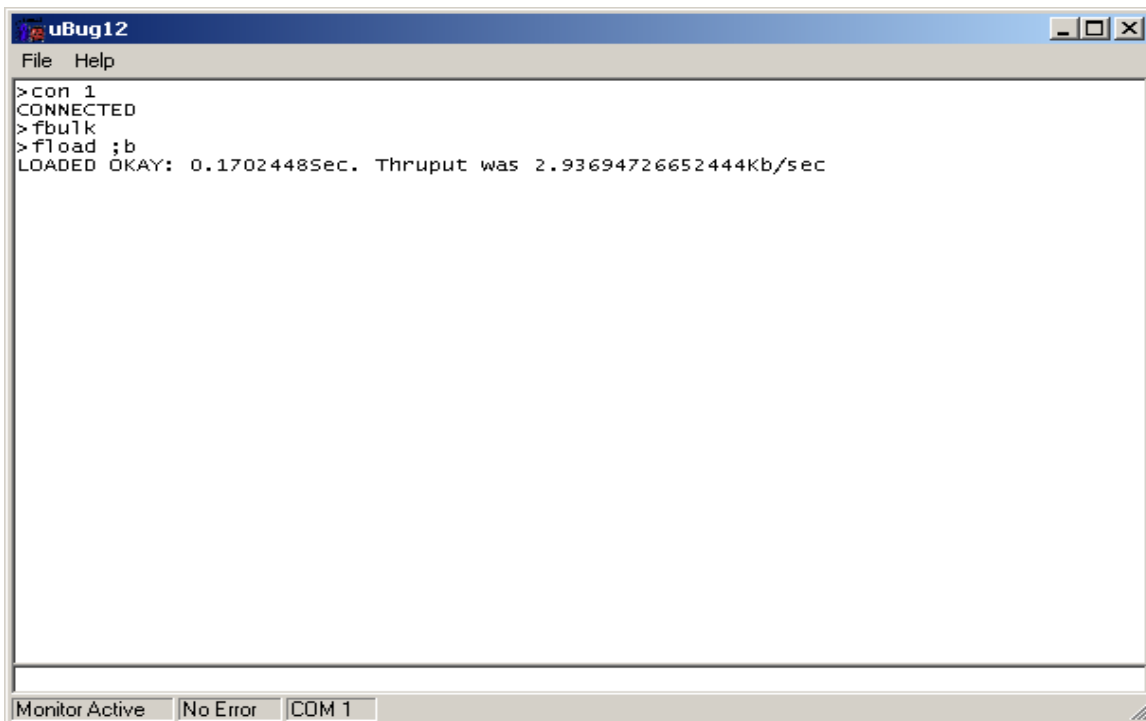 uBug12
File Help
>con 1
CONNECTED
>fbulk
>fload ;b
LOADED OKAY: 0.1702448Sec. Thruput was 2.93694726652444Kb/sec
Monitor Active No Error COM 1